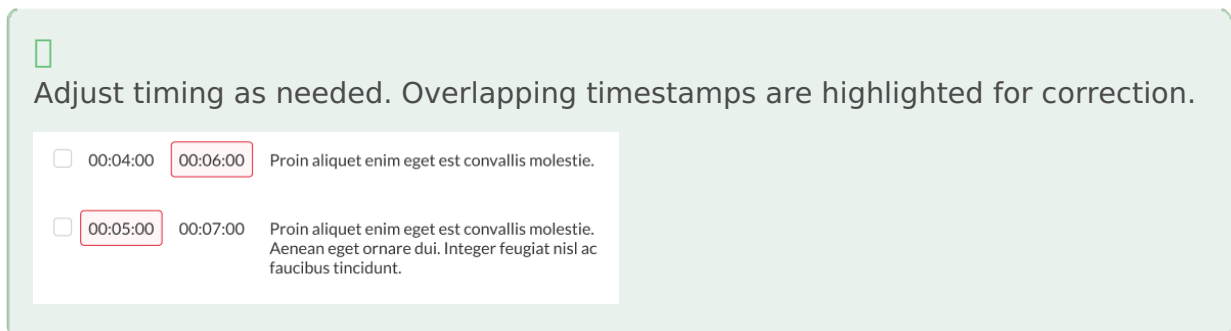 Adjust timing as needed. Overlapping timestamps are highlighted for correction.
00:04:00 00:06:00 Proin aliquet enim eget est convallis molestie.
00:05:00 00:07:00 Proin aliquet enim eget est convallis molestie.
Aenean eget ornare dui. Integer feugiat nisl ac
faucibus tincidunt.